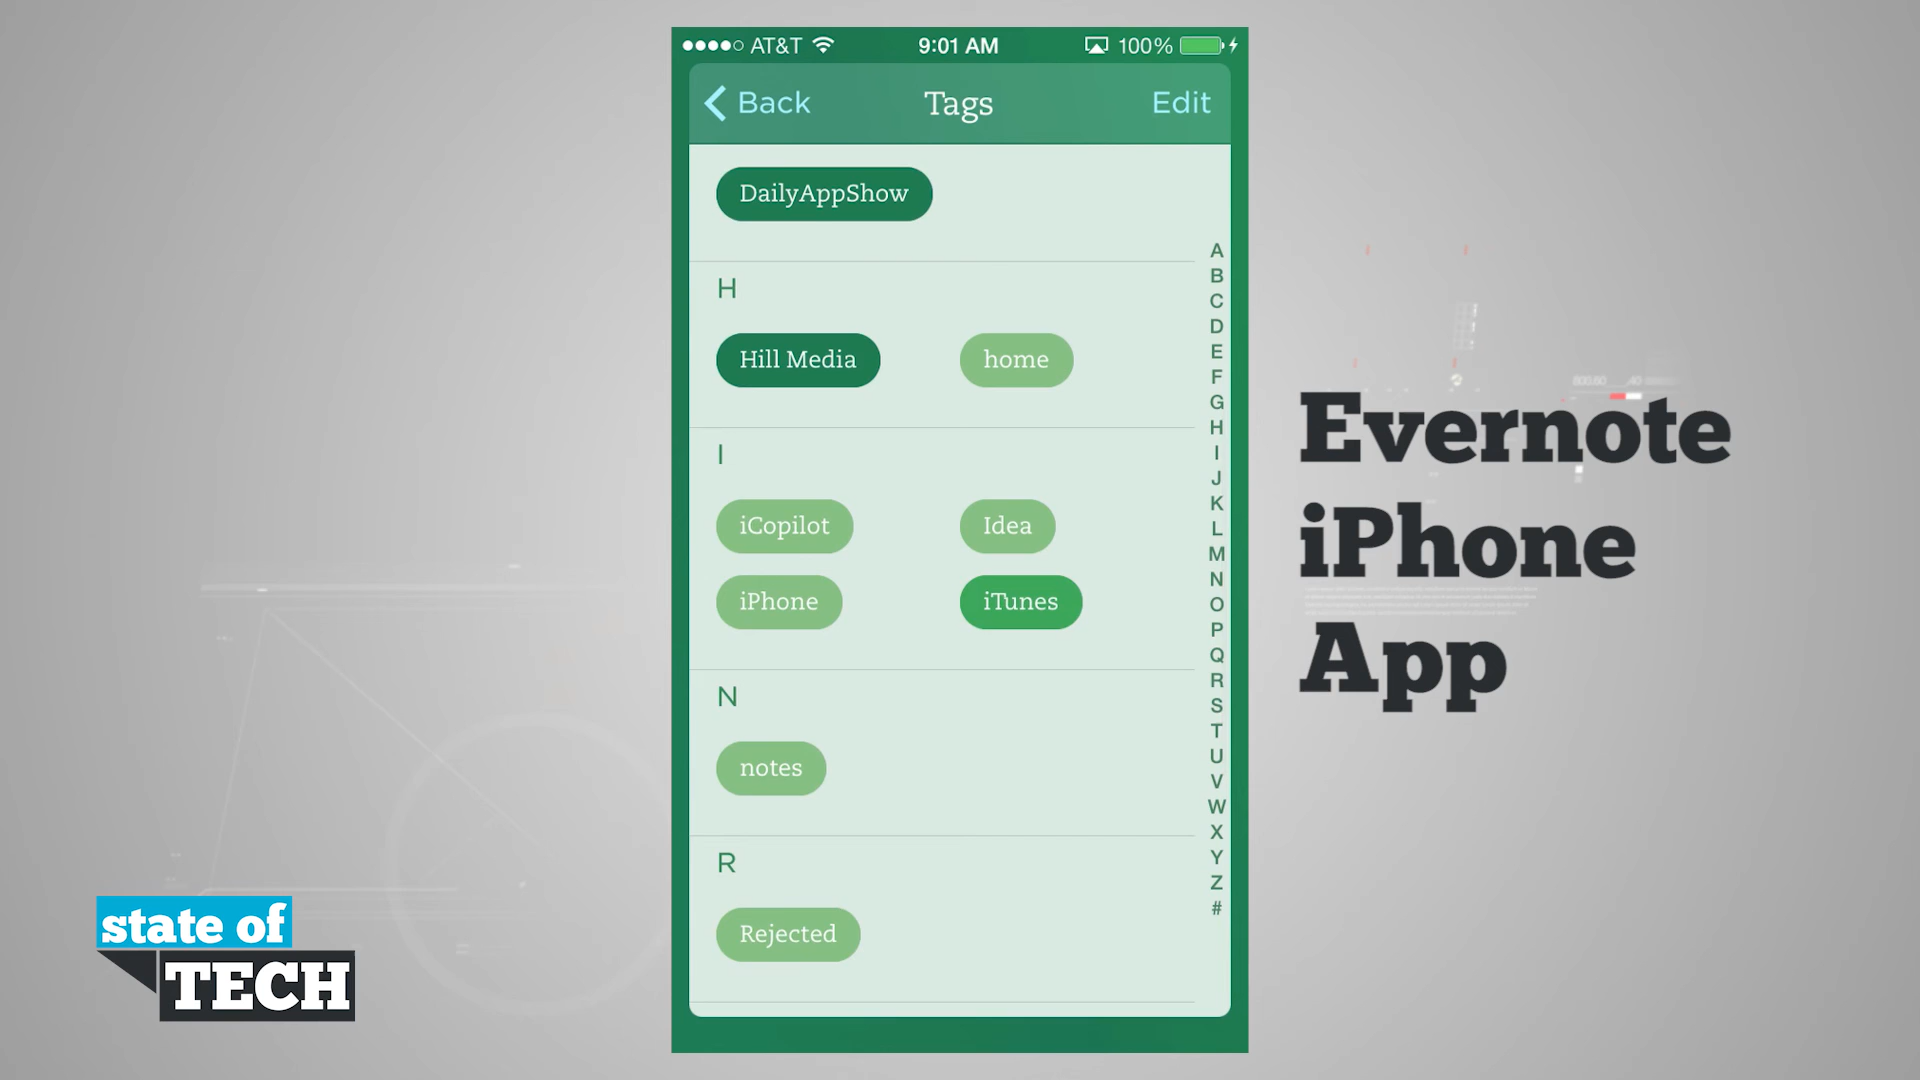 AT&T 9:01 AM 100%
Back Tags Edit
DailyAppShow
H
Hill Media home
I
iCopilot Idea
iPhone iTunes
N
notes
R
Rejected
A
B
C
D
E
F
G
H
I
J
K
L
M
N
O
P
Q
R
S
T
U
V
W
X
Y
Z
#
Evernote
iPhone
App
state of
TECH